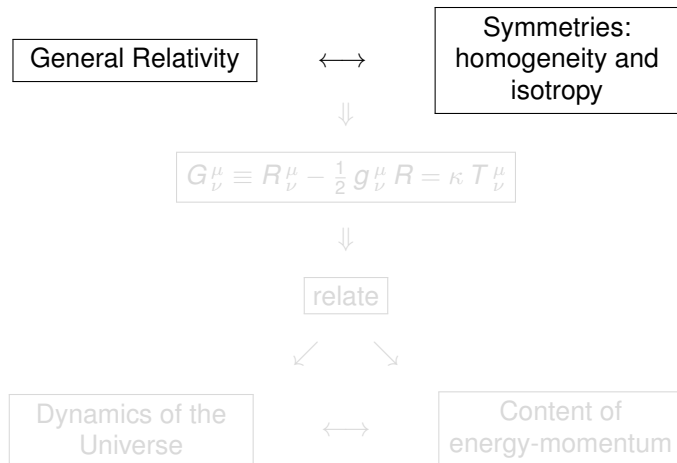 General Relativity ⟷ Symmetries:
homogeneity and
isotropy
⇓
G^μ_ν ≡ R^μ_ν − ½ g^μ_ν R = κ T^μ_ν
⇓
relate
↙ ↘
Dynamics of the
Universe
⟷
Content of
energy-momentum